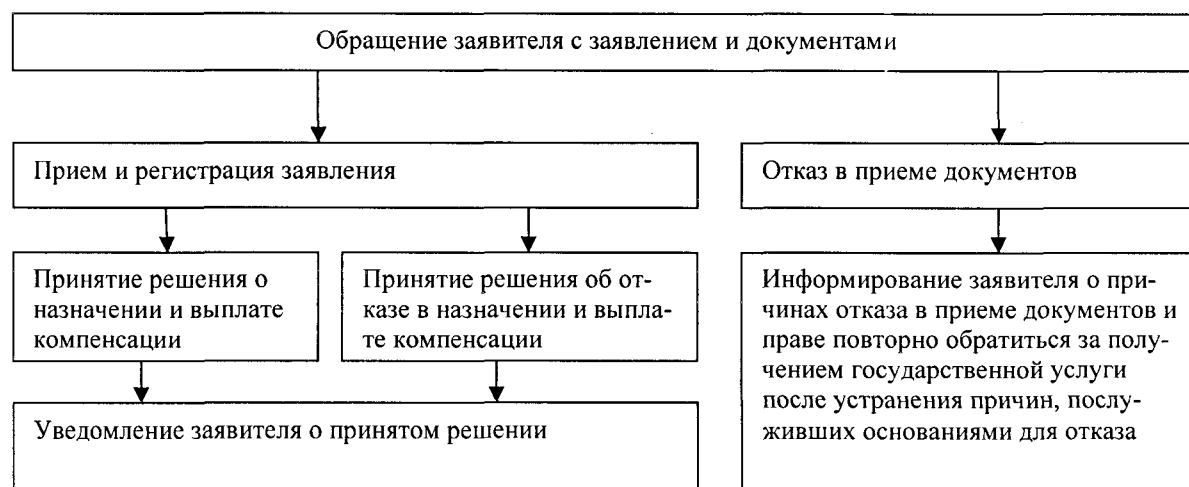 Обращение заявителя с заявлением и документами
Прием и регистрация заявления
Отказ в приеме документов
Принятие решения о
назначении и выплате
компенсации
Принятие решения об от-
казе в назначении и выпла-
те компенсации
Информирование заявителя о при-
чинах отказа в приеме документов и
праве повторно обратиться за полу-
чением государственной услуги
после устранения причин, послу-
живших основаниями для отказа
Уведомление заявителя о принятом решении